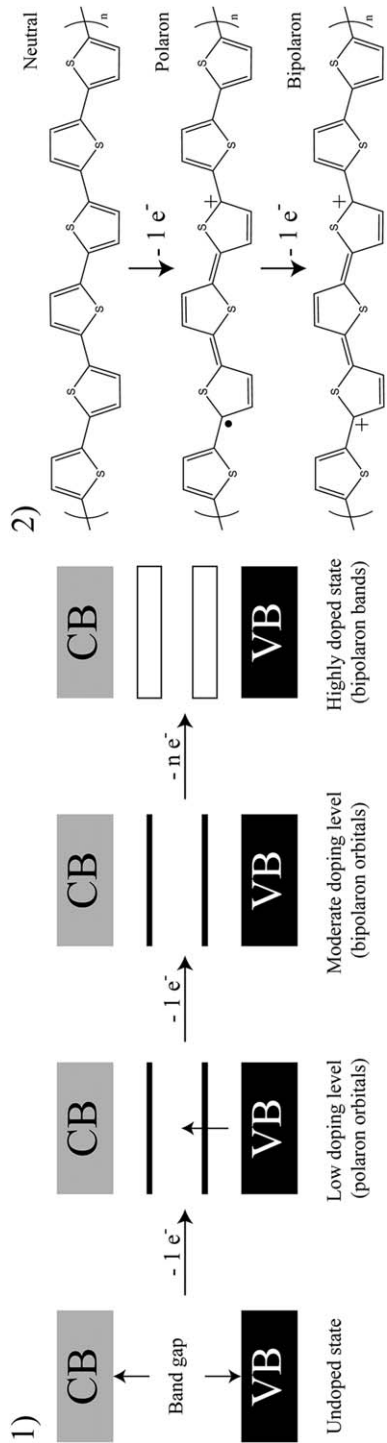 1)
CB
CB
CB
CB
Band gap
- 1 e-
- 1 e-
- n e-
VB
VB
VB
VB
Undoped state
Low doping level
(polaron orbitals)
Moderate doping level
(bipolaron orbitals)
Highly doped state
(bipolaron bands)
2)
Neutral
S
S
S
S
S
n
- 1 e-
Polaron
S
S
S
S
S
+
n
- 1 e-
Bipolaron
S
S
S
S
S
+
+
n